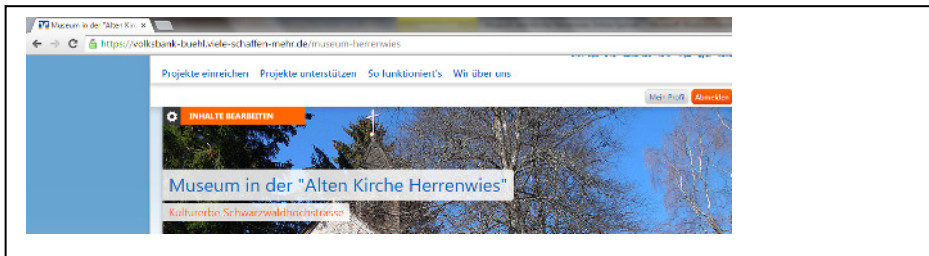 Museum in der "Alten Kirc ×
https://volksbank-buehl.viele-schaffen-mehr.de/museum-herrenwies
Projekte einreichen Projekte unterstützen So funktioniert's Wir über uns
Mein Profil Abmelden
INHALTE BEARBEITEN
Museum in der "Alten Kirche Herrenwies"
Kulturerbe Schwarzwaldhochstrasse